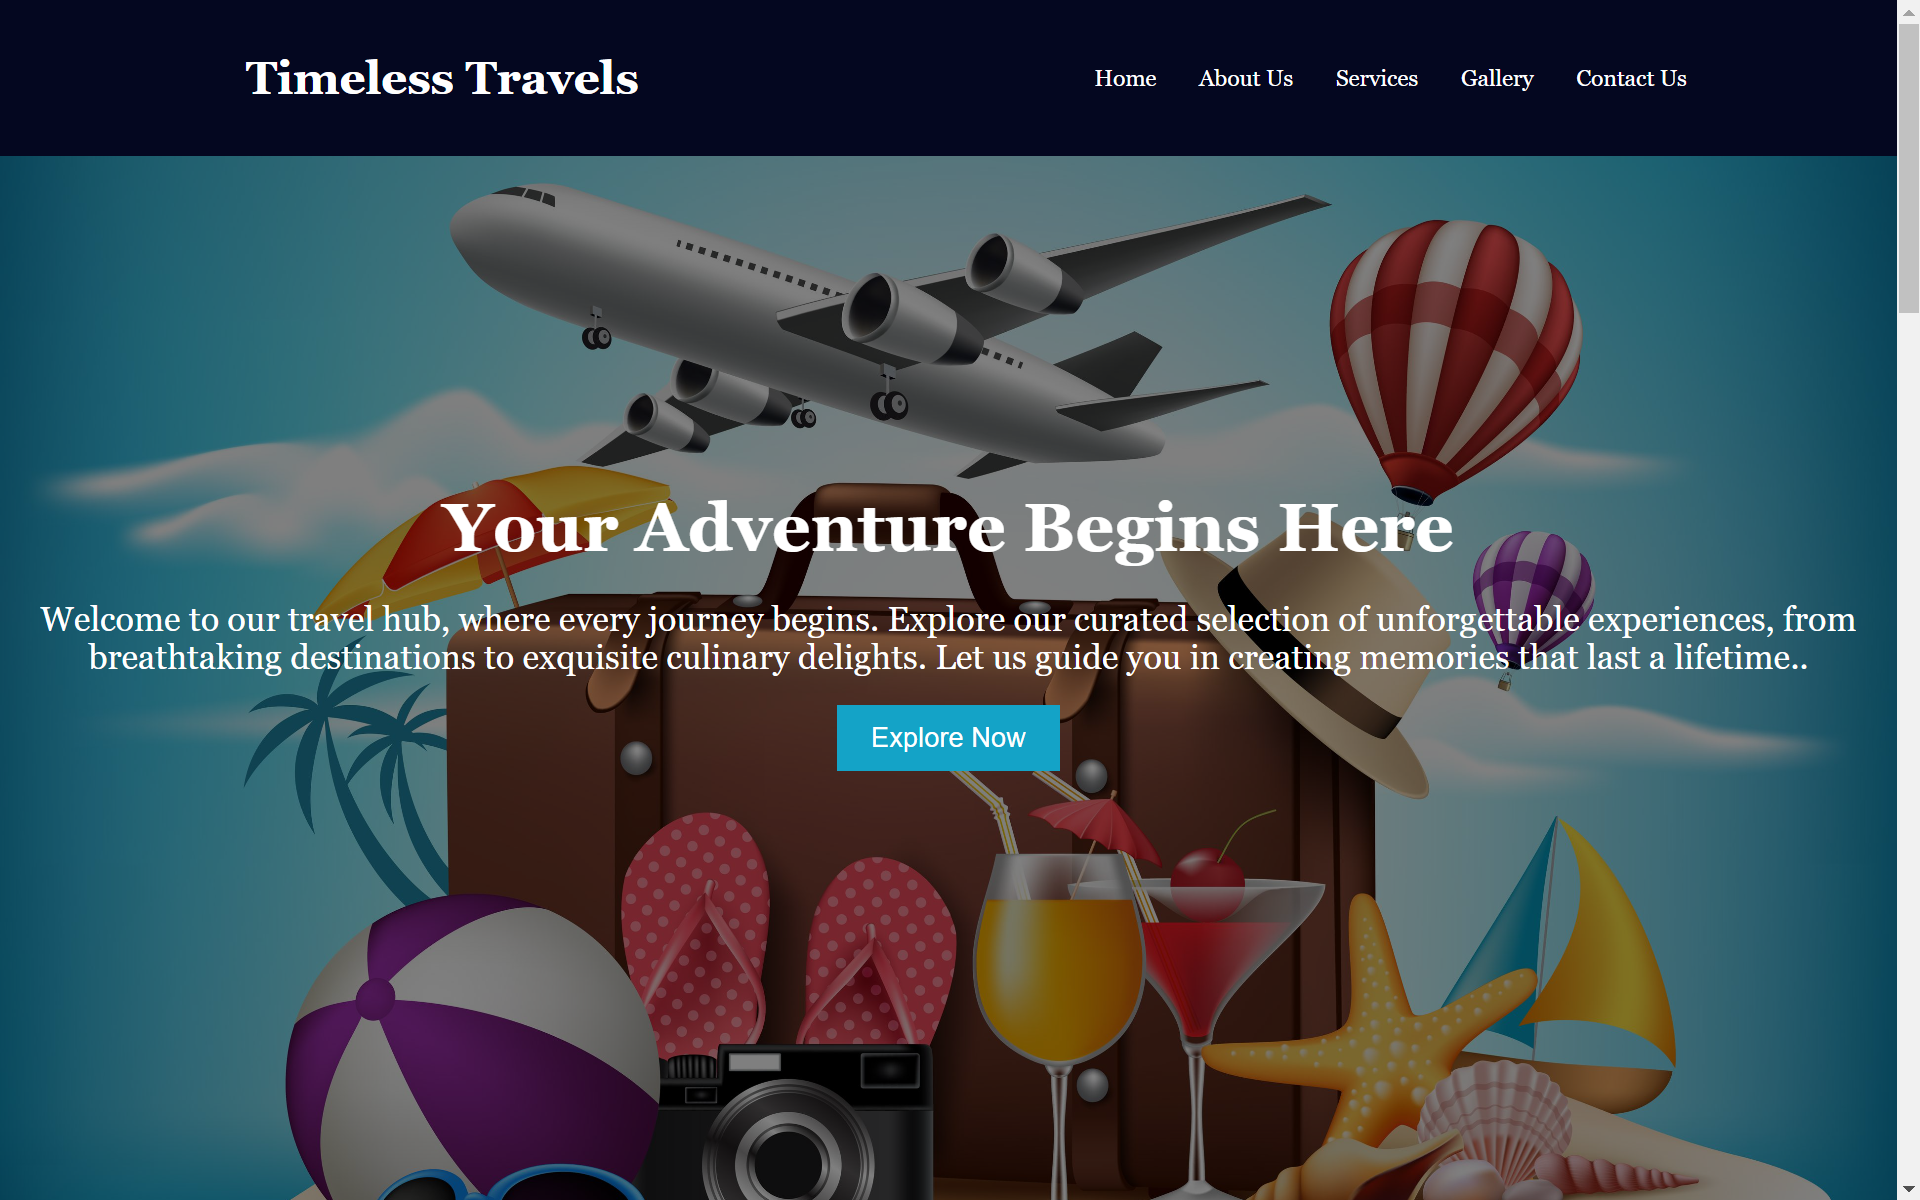 Timeless Travels
Home About Us Services Gallery Contact Us
Your Adventure Begins Here
Welcome to our travel hub, where every journey begins. Explore our curated selection of unforgettable experiences, from
breathtaking destinations to exquisite culinary delights. Let us guide you in creating memories that last a lifetime..
Explore Now